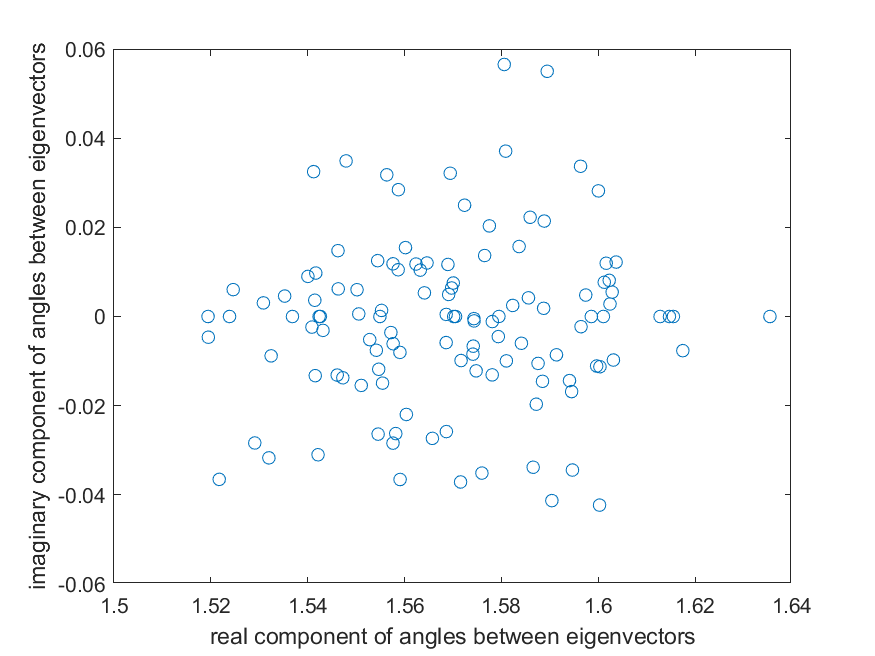 0.06
0.04
0.02
0
-0.02
-0.04
-0.06
imaginary component of angles between eigenvectors
1.5 1.52 1.54 1.56 1.58 1.6 1.62 1.64
real component of angles between eigenvectors